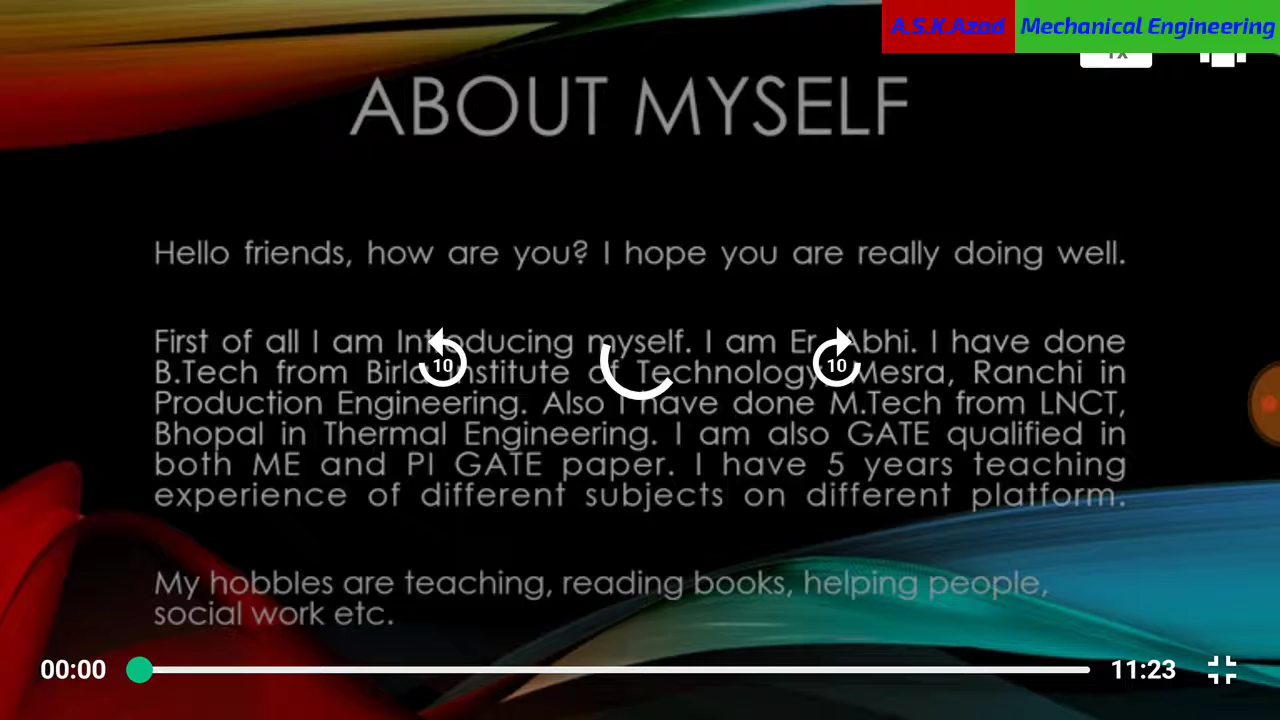 A.S.K.Azad Mechanical Engineering
1x
ABOUT MYSELF
Hello friends, how are you? I hope you are really doing well.
First of all I am Introducing myself. I am Er. Abhi. I have done
B.Tech from Birla Institute of Technology, Mesra, Ranchi in
Production Engineering. Also I have done M.Tech from LNCT,
Bhopal in Thermal Engineering. I am also GATE qualified in
both ME and PI GATE paper. I have 5 years teaching
experience of different subjects on different platform.
10 10
My hobbles are teaching, reading books, helping people,
social work etc.
00:00 11:23